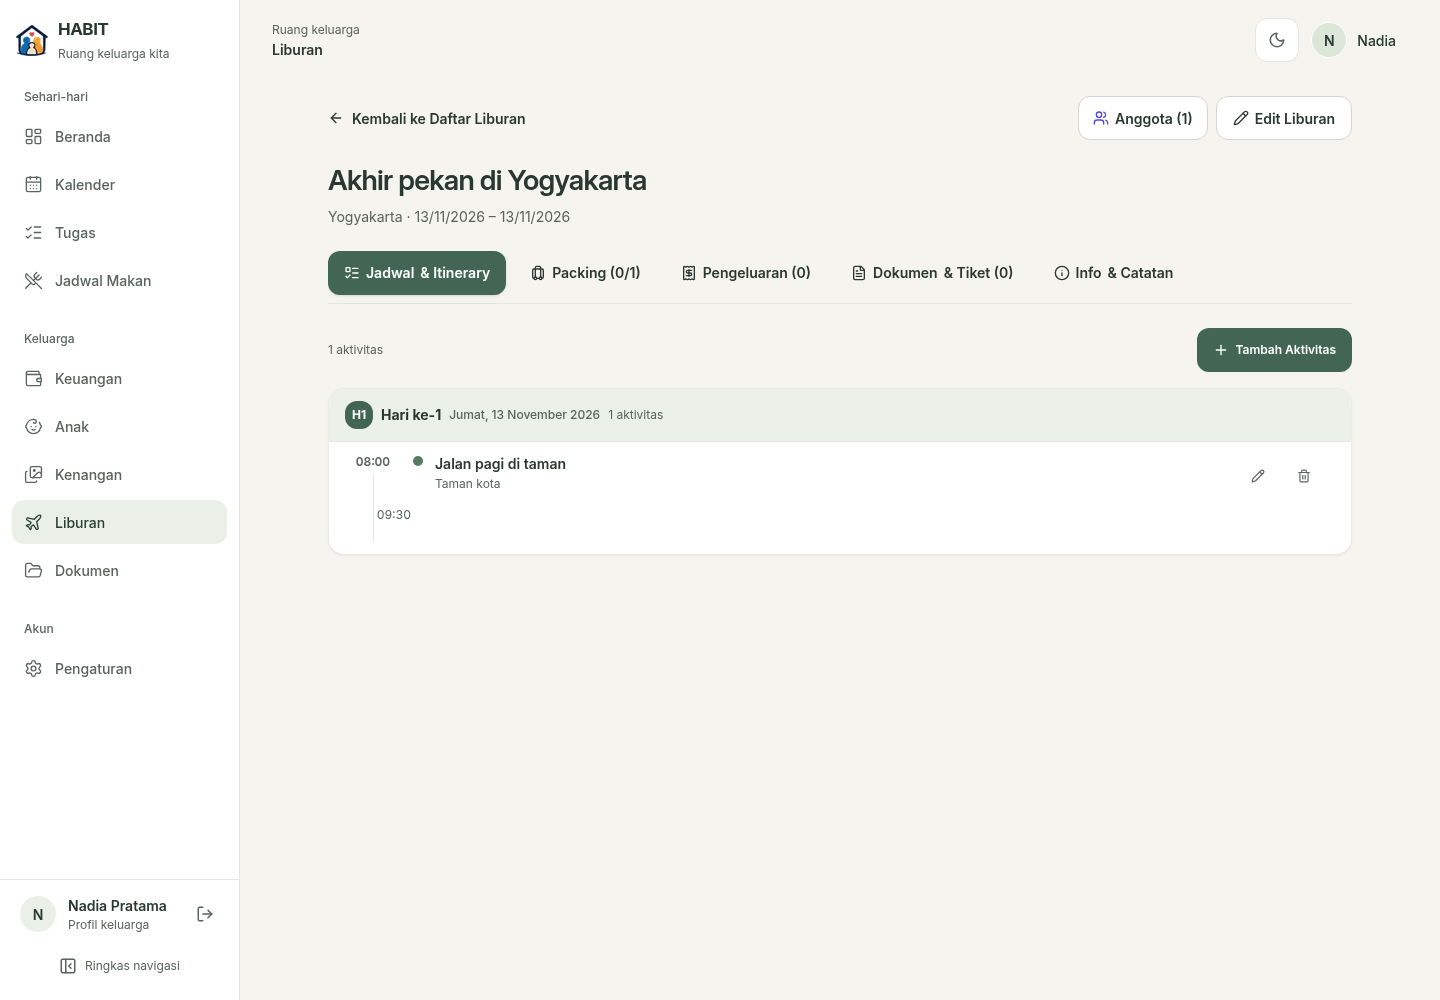 HABIT
Ruang keluarga kita
Sehari-hari
Beranda
Kalender
Tugas
Jadwal Makan
Keluarga
Keuangan
Anak
Kenangan
Liburan
Dokumen
Akun
Pengaturan
N
Nadia Pratama
Profil keluarga
Ringkas navigasi
Ruang keluarga
Liburan
N
Nadia
Kembali ke Daftar Liburan
Anggota (1)
Edit Liburan
Akhir pekan di Yogyakarta
Yogyakarta · 13/11/2026 – 13/11/2026
Jadwal & Itinerary
Packing (0/1)
Pengeluaran (0)
Dokumen & Tiket (0)
Info & Catatan
1 aktivitas
Tambah Aktivitas
H1
Hari ke-1
Jumat, 13 November 2026
1 aktivitas
08:00
Jalan pagi di taman
Taman kota
09:30